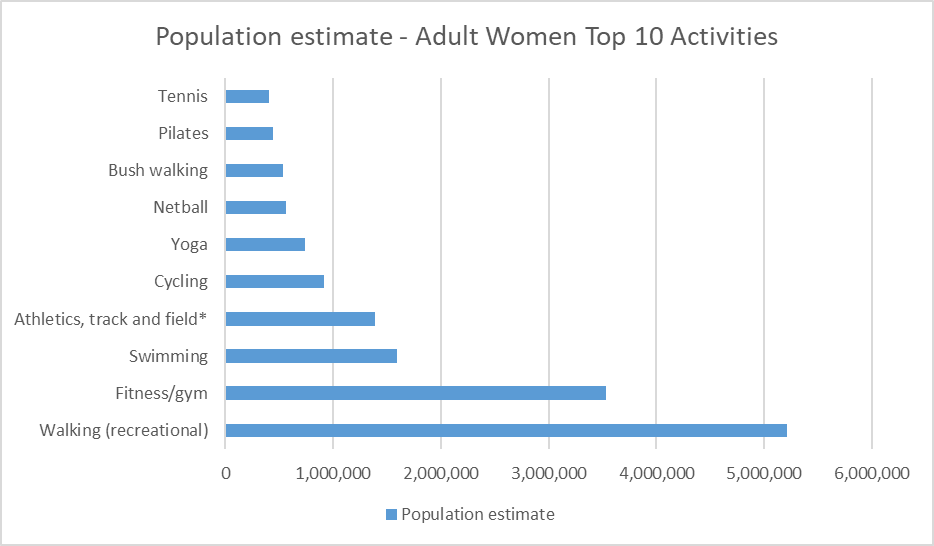 Population estimate - Adult Women Top 10 Activities
Tennis
Pilates
Bush walking
Netball
Yoga
Cycling
Athletics, track and field*
Swimming
Fitness/gym
Walking (recreational)
0 1,000,000 2,000,000 3,000,000 4,000,000 5,000,000 6,000,000
Population estimate